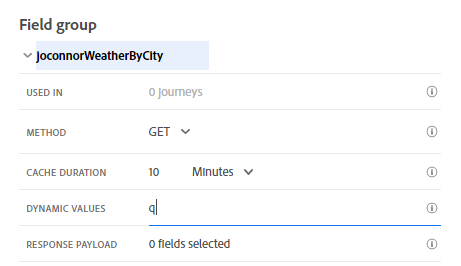 Field group
JoconnorWeatherByCity
USED IN 0 Journeys
METHOD GET
CACHE DURATION 10 Minutes
DYNAMIC VALUES q
RESPONSE PAYLOAD 0 fields selected